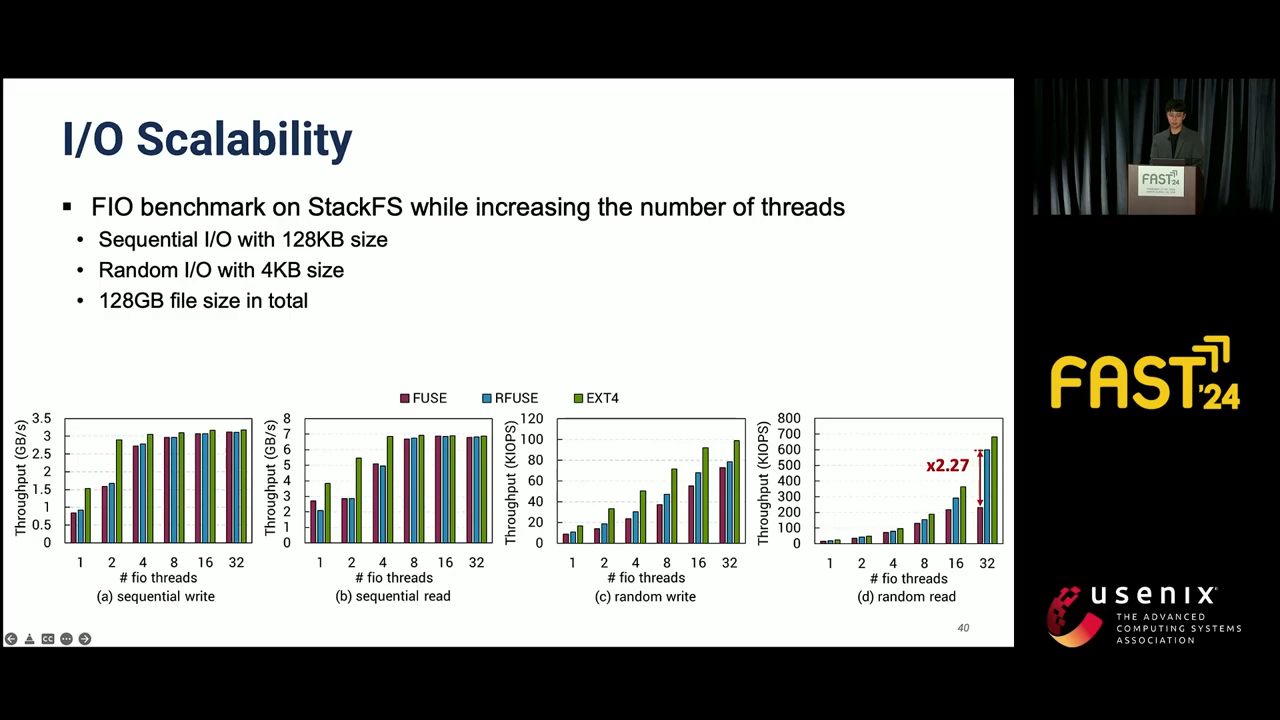 I/O Scalability
▪ FIO benchmark on StackFS while increasing the number of threads
• Sequential I/O with 128KB size
• Random I/O with 4KB size
• 128GB file size in total
FUSE RFUSE EXT4
Throughput (GB/s)
3.5
3
2.5
2
1.5
1
0.5
0
1 2 4 8 16 32
# fio threads
(a) sequential write
Throughput (GB/s)
8
7
6
5
4
3
2
1
0
1 2 4 8 16 32
# fio threads
(b) sequential read
Throughput (KIOPS)
120
100
80
60
40
20
0
1 2 4 8 16 32
# fio threads
(c) random write
Throughput (KIOPS)
800
700
600
500
400
300
200
100
0
x2.27
1 2 4 8 16 32
# fio threads
(d) random read
40
FAST '24
FAST '24
usenix
THE ADVANCED
COMPUTING SYSTEMS
ASSOCIATION